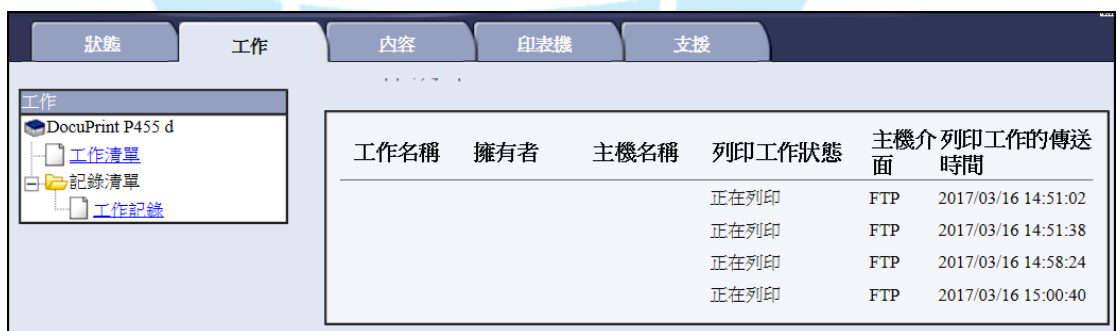 狀態 工作 內容 印表機 支援
工作
DocuPrint P455 d
工作清單
記錄清單
工作記錄
工作名稱 擁有者 主機名稱 列印工作狀態 主機介面 列印工作的傳送時間
正在列印 FTP 2017/03/16 14:51:02
正在列印 FTP 2017/03/16 14:51:38
正在列印 FTP 2017/03/16 14:58:24
正在列印 FTP 2017/03/16 15:00:40